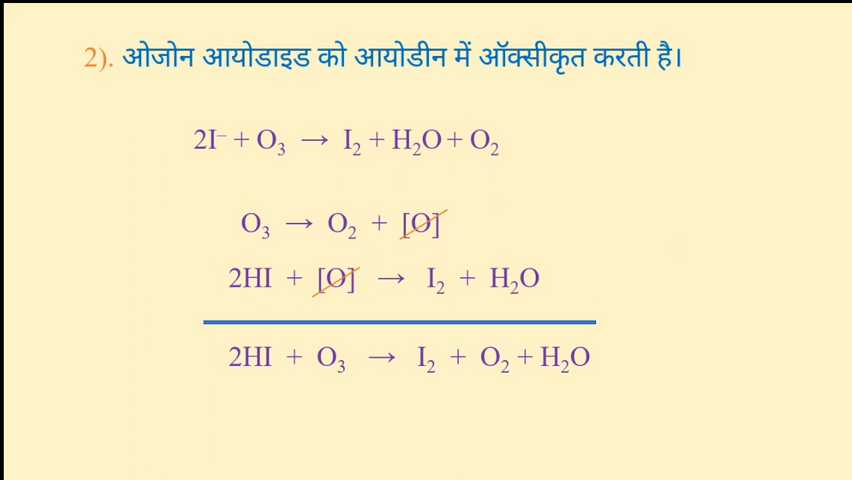 2). ओजोन आयोडाइड को आयोडीन में ऑक्सीकृत करती है।
2I⁻ + O₃ → I₂ + H₂O + O₂
O₃ → O₂ + [O]
2HI + [O] → I₂ + H₂O
2HI + O₃ → I₂ + O₂ + H₂O